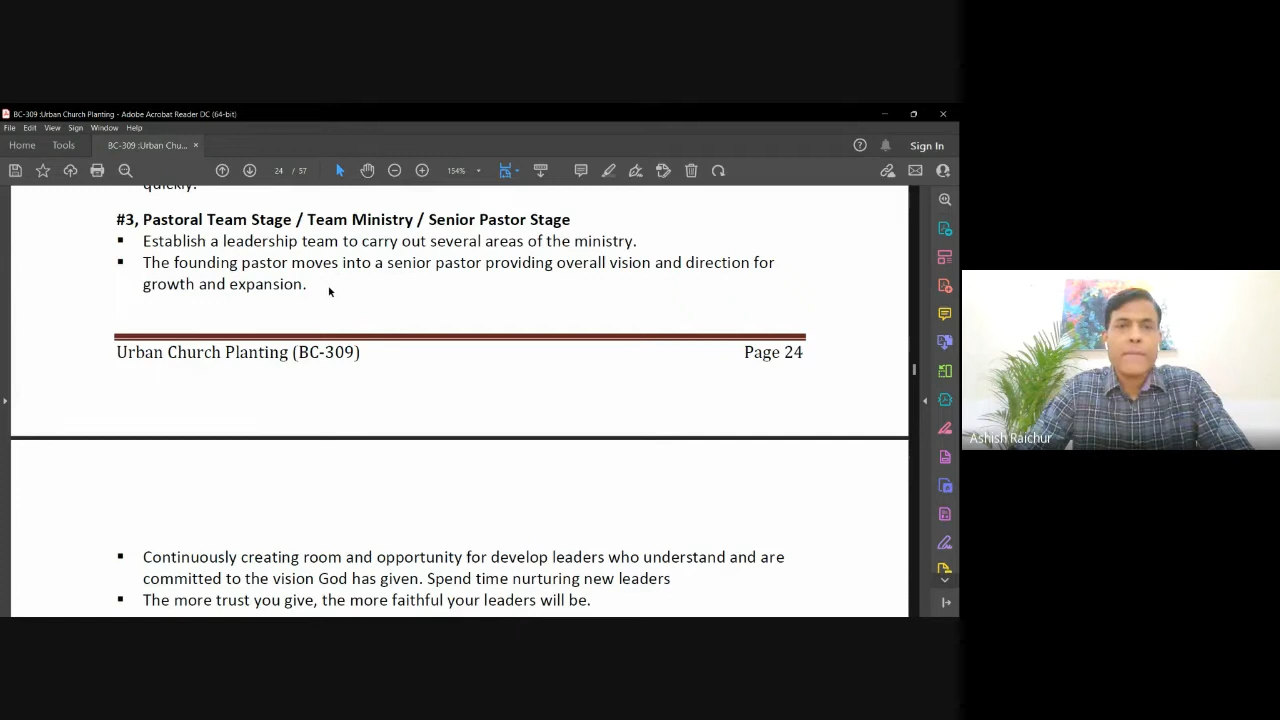 BC-309 :Urban Church Planting - Adobe Acrobat Reader DC (64-bit)
File Edit View Sign Window Help
Home Tools BC-309 :Urban Chu... × Sign In
24 / 57 154%
quickly.
#3, Pastoral Team Stage / Team Ministry / Senior Pastor Stage
▪ Establish a leadership team to carry out several areas of the ministry.
▪ The founding pastor moves into a senior pastor providing overall vision and direction for
growth and expansion.
Urban Church Planting (BC-309) Page 24
▪ Continuously creating room and opportunity for develop leaders who understand and are
committed to the vision God has given. Spend time nurturing new leaders
▪ The more trust you give, the more faithful your leaders will be.
Ashish Raichur